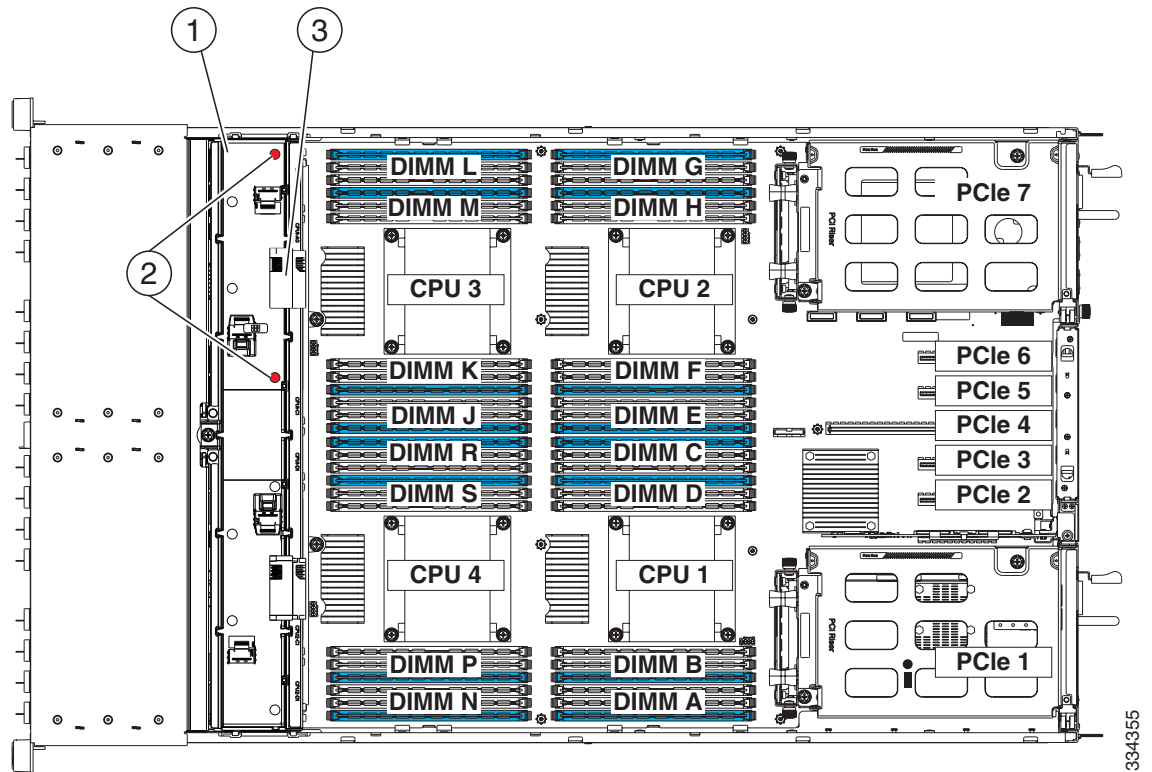 1
3
2
DIMM L
DIMM G
DIMM M
DIMM H
PCIe 7
PCI Riser
CPU 3
CPU 2
DIMM K
DIMM F
PCIe 6
PCIe 5
DIMM J
DIMM E
PCIe 4
DIMM R
DIMM C
PCIe 3
DIMM S
DIMM D
PCIe 2
CPU 4
CPU 1
PCI Riser
DIMM P
DIMM B
PCIe 1
DIMM N
DIMM A
334355